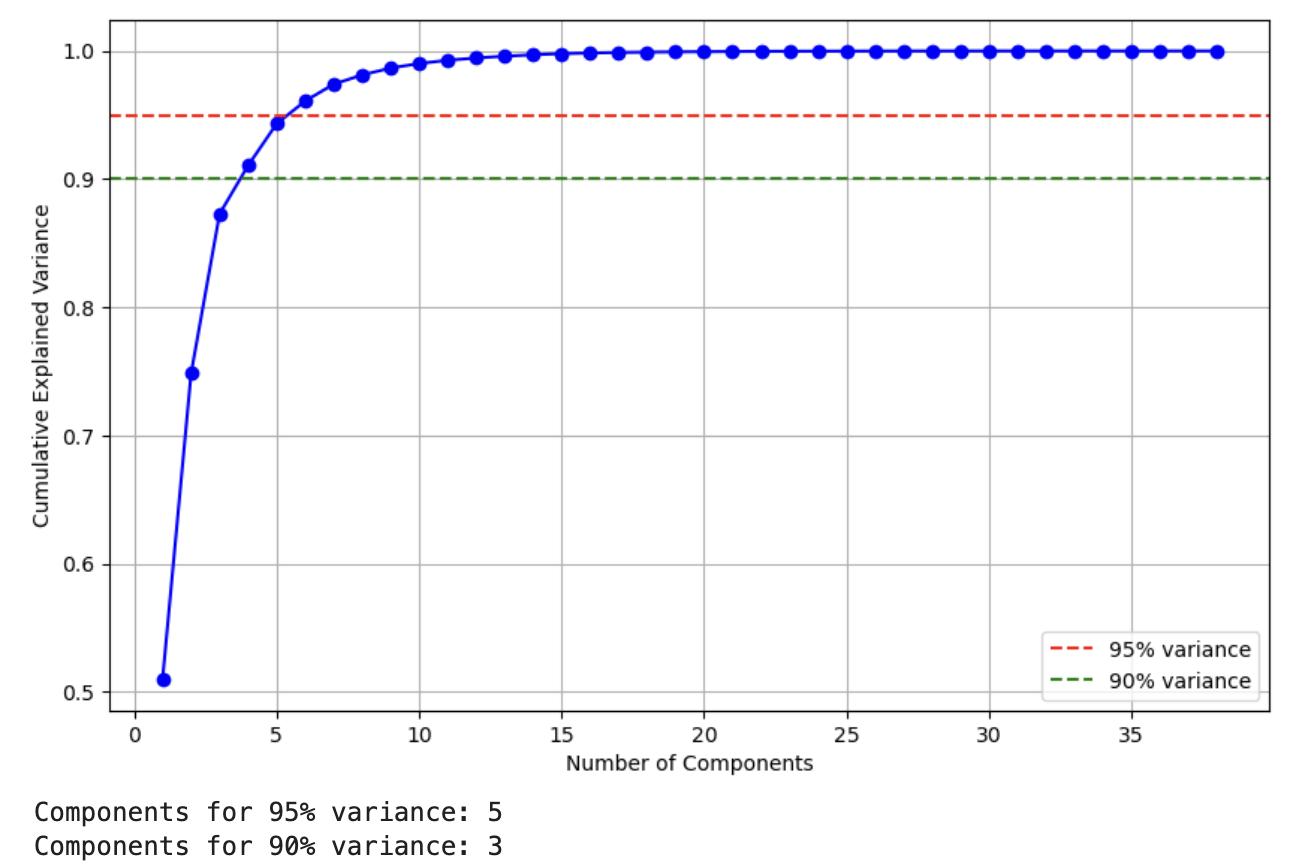 1.0
0.9
0.8
0.7
0.6
0.5
Cumulative Explained Variance
95% variance
90% variance
0 5 10 15 20 25 30 35
Number of Components
Components for 95% variance: 5
Components for 90% variance: 3